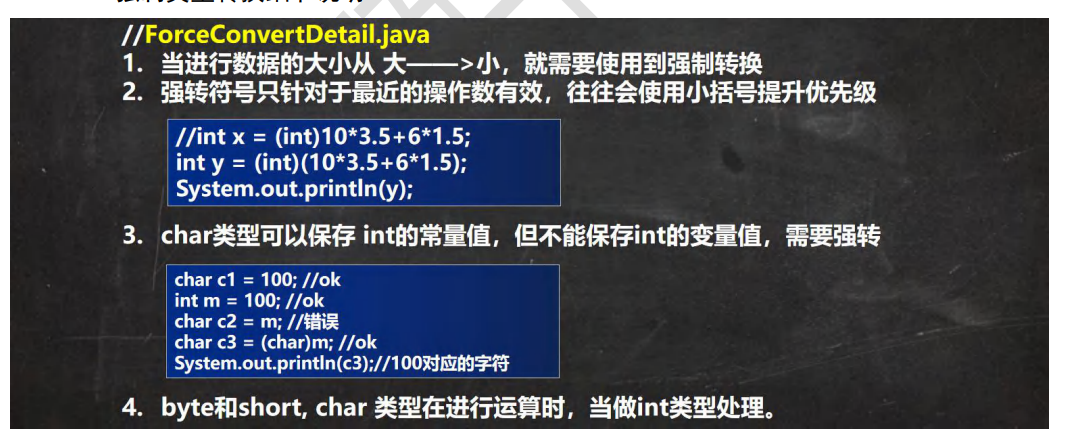 //ForceConvertDetail.java
1. 当进行数据的大小从 大——>小，就需要使用到强制转换
2. 强转符号只针对于最近的操作数有效，往往会使用小括号提升优先级
//int x = (int)10*3.5+6*1.5;
int y = (int)(10*3.5+6*1.5);
System.out.println(y);
3. char类型可以保存 int的常量值，但不能保存int的变量值，需要强转
char c1 = 100; //ok
int m = 100; //ok
char c2 = m; //错误
char c3 = (char)m; //ok
System.out.println(c3);//100对应的字符
4. byte和short, char 类型在进行运算时，当做int类型处理。